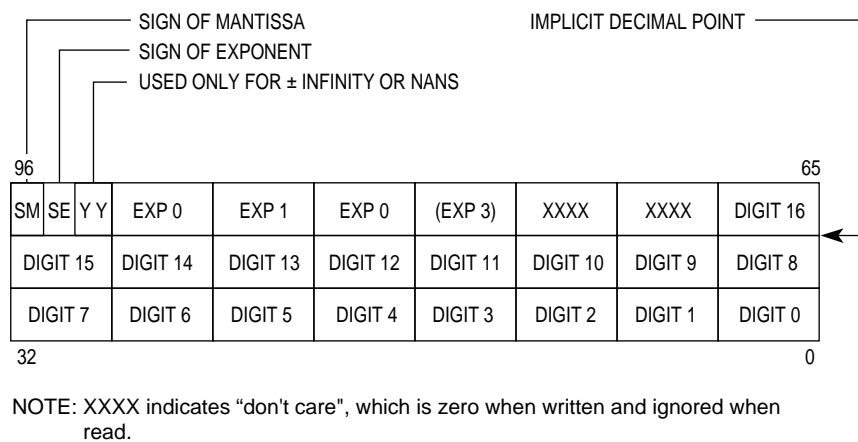 SIGN OF MANTISSA IMPLICIT DECIMAL POINT
SIGN OF EXPONENT
USED ONLY FOR ± INFINITY OR NANS
96 65
SM SE Y Y EXP 0 EXP 1 EXP 0 (EXP 3) XXXX XXXX DIGIT 16
DIGIT 15 DIGIT 14 DIGIT 13 DIGIT 12 DIGIT 11 DIGIT 10 DIGIT 9 DIGIT 8
DIGIT 7 DIGIT 6 DIGIT 5 DIGIT 4 DIGIT 3 DIGIT 2 DIGIT 1 DIGIT 0
32 0
NOTE: XXXX indicates “don't care", which is zero when written and ignored when
read.